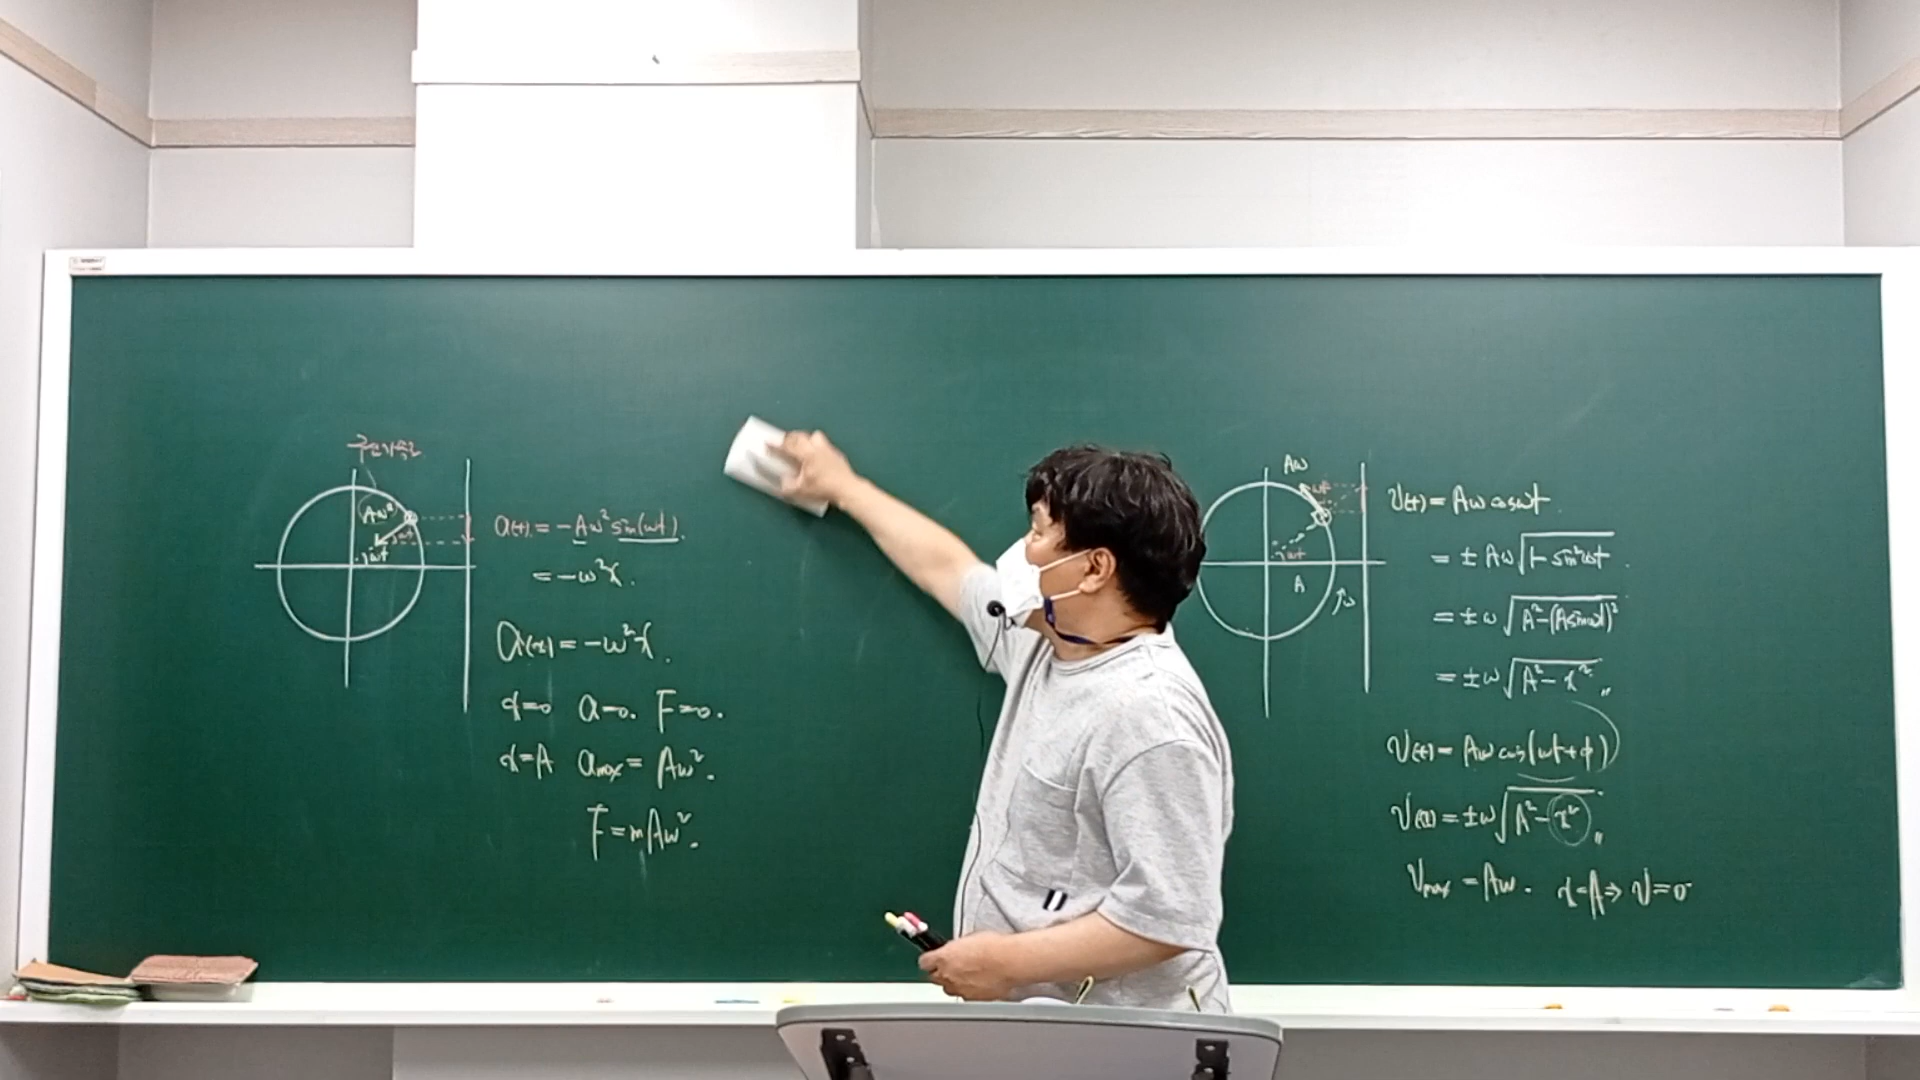 구심가속도
Aω²
ωt
ωt
a(t) = -Aω² sin(ωt).
= -ω²x.
a(x) = -ω²x.
x=0 a=0. F=0.
x=A a_max = Aω².
F = mAω².
Aω
ωt
ωt
A
ω
v(t) = Aω cosωt
= ± Aω√(1-sin²ωt).
= ±ω√(A²-(Asinωt)²)
= ±ω√(A²-x²)〃
v(t) = Aω cos(ωt+φ)
v(x) = ±ω√(A²-x²)〃
v_max = Aω. x=A ⇒ v=0